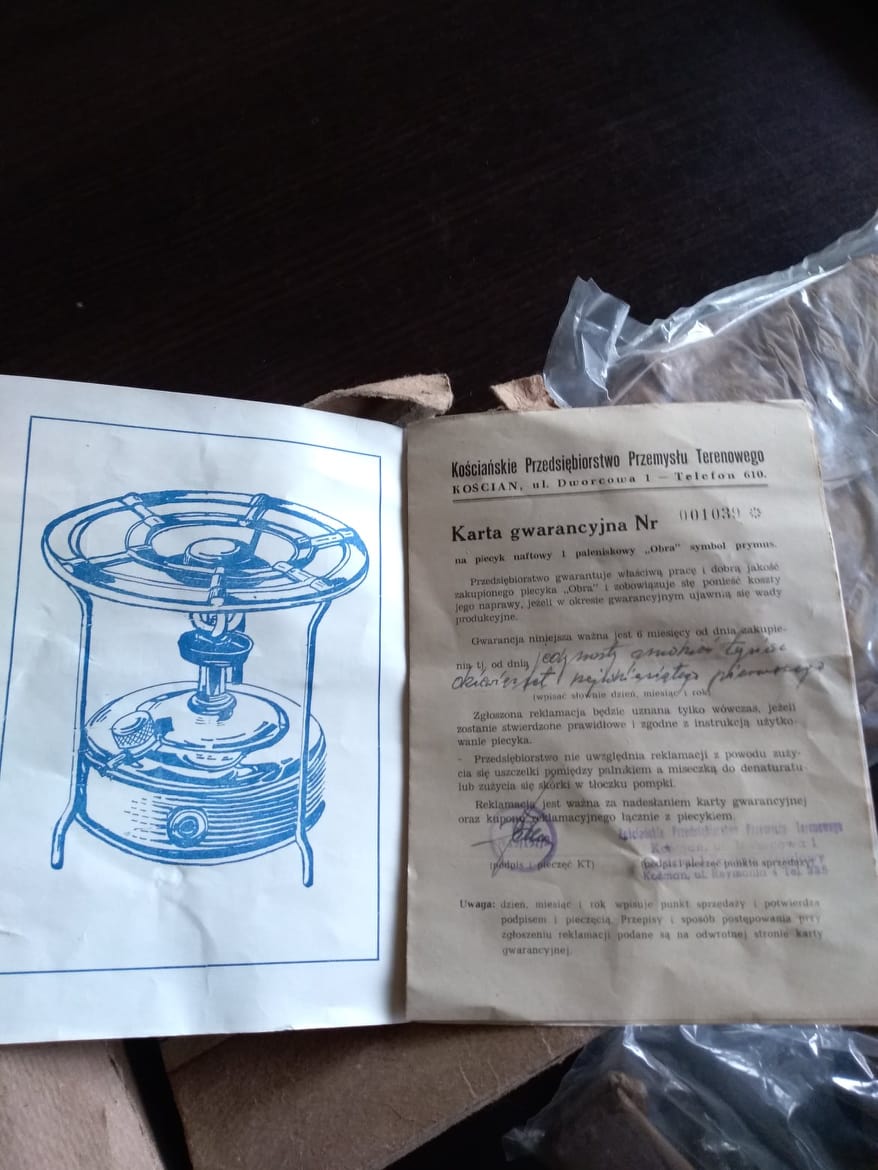 Kościańskie Przedsiębiorstwo Przemysłu Terenowego
KOŚCIAN, ul. Dworcowa 1 — Telefon 610.
Karta gwarancyjna Nr 001039 *
na piecyk naftowy 1 paleniskowy „Obra" symbol prymus.
Przedsiębiorstwo gwarantuje właściwą pracę i dobrą jakość
zakupionego piecyka „Obra" i zobowiązuje się ponieść koszty
jego naprawy, jeżeli w okresie gwarancyjnym ujawnią się wady
produkcyjne.
Gwarancja niniejsza ważna jest 6 miesięcy od dnia zakupie-
nia tj. od dnia
pierwszego
(wpisać słownie dzień, miesiąc i rok)
Zgłoszona reklamacja będzie uznana tylko wówczas, jeżeli
zostanie stwierdzone prawidłowe i zgodne z instrukcją użytko-
wanie piecyka.
- Przedsiębiorstwo nie uwzględnia reklamacji z powodu zuży-
cia się uszczelki pomiędzy palnikiem a miseczką do denaturatu
lub zużycia się skórki w tłoczku pompki.
Reklamacja jest ważna za nadesłaniem karty gwarancyjnej
oraz kuponu reklamacyjnego łącznie z piecykiem.
Kościańskie Przedsiębiorstwo Przemysłu Terenowego
(podpis i pieczęć KT) (podpis i pieczęć punktu sprzedaży)
Uwaga: dzień, miesiąc i rok wpisuje punkt sprzedaży i potwierdza
podpisem i pieczęcią. Przepisy i sposób postępowania przy
zgłoszeniu reklamacji podane są na odwrotnej stronie karty
gwarancyjnej.